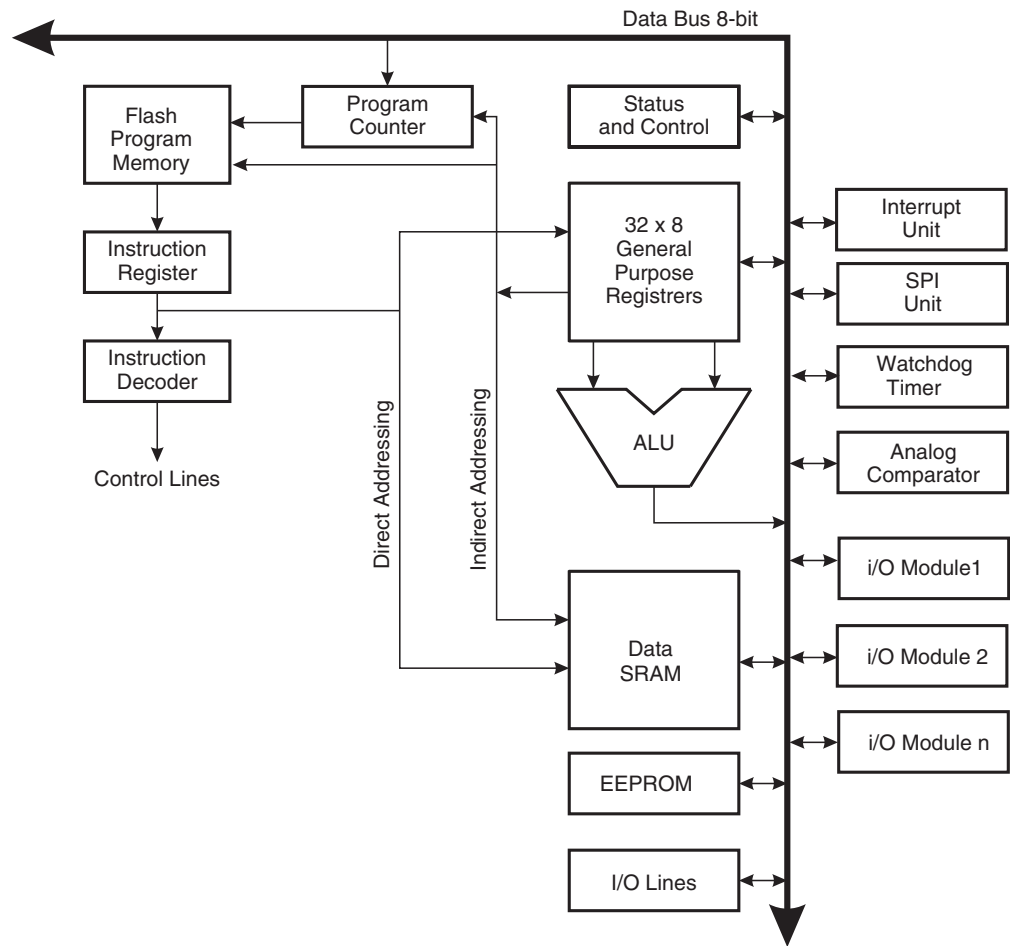 Data Bus 8-bit
Flash
Program
Memory
Program
Counter
Status
and Control
Instruction
Register
32 x 8
General
Purpose
Registrers
Interrupt
Unit
SPI
Unit
Instruction
Decoder
Watchdog
Timer
Control Lines
Direct Addressing
Indirect Addressing
ALU
Analog
Comparator
i/O Module1
Data
SRAM
i/O Module 2
i/O Module n
EEPROM
I/O Lines